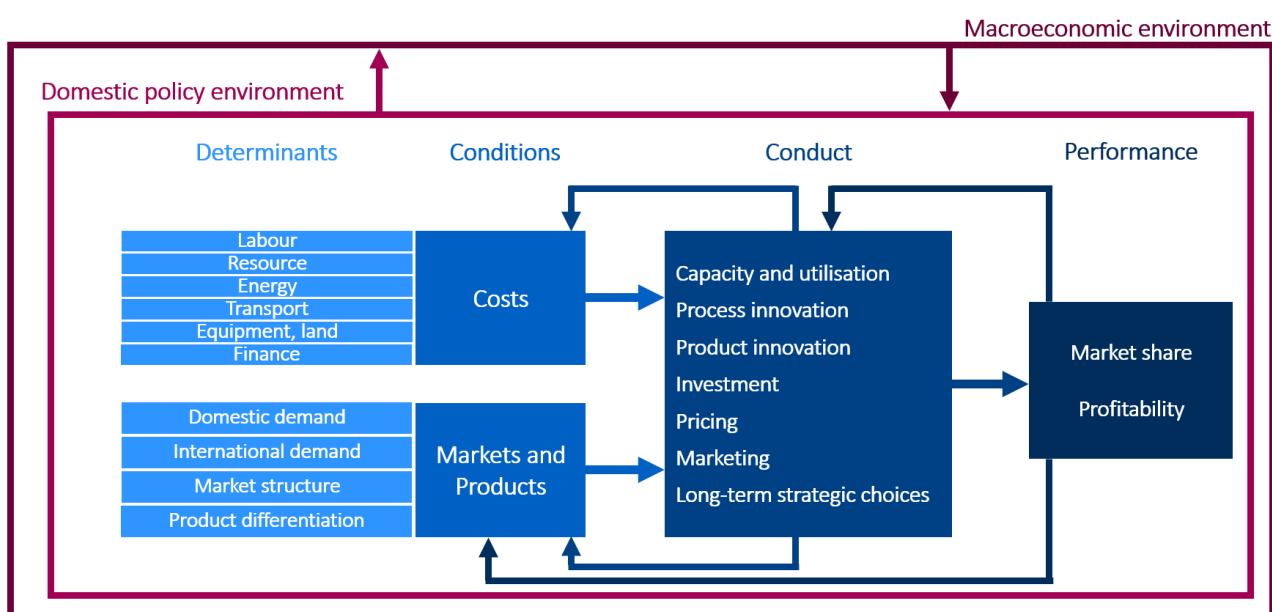 Macroeconomic environment
Domestic policy environment
Determinants
Conditions
Conduct
Performance
Labour
Resource
Energy
Transport
Equipment, land
Finance
Costs
Domestic demand
International demand
Market structure
Product differentiation
Markets and
Products
Capacity and utilisation
Process innovation
Product innovation
Investment
Pricing
Marketing
Long-term strategic choices
Market share
Profitability